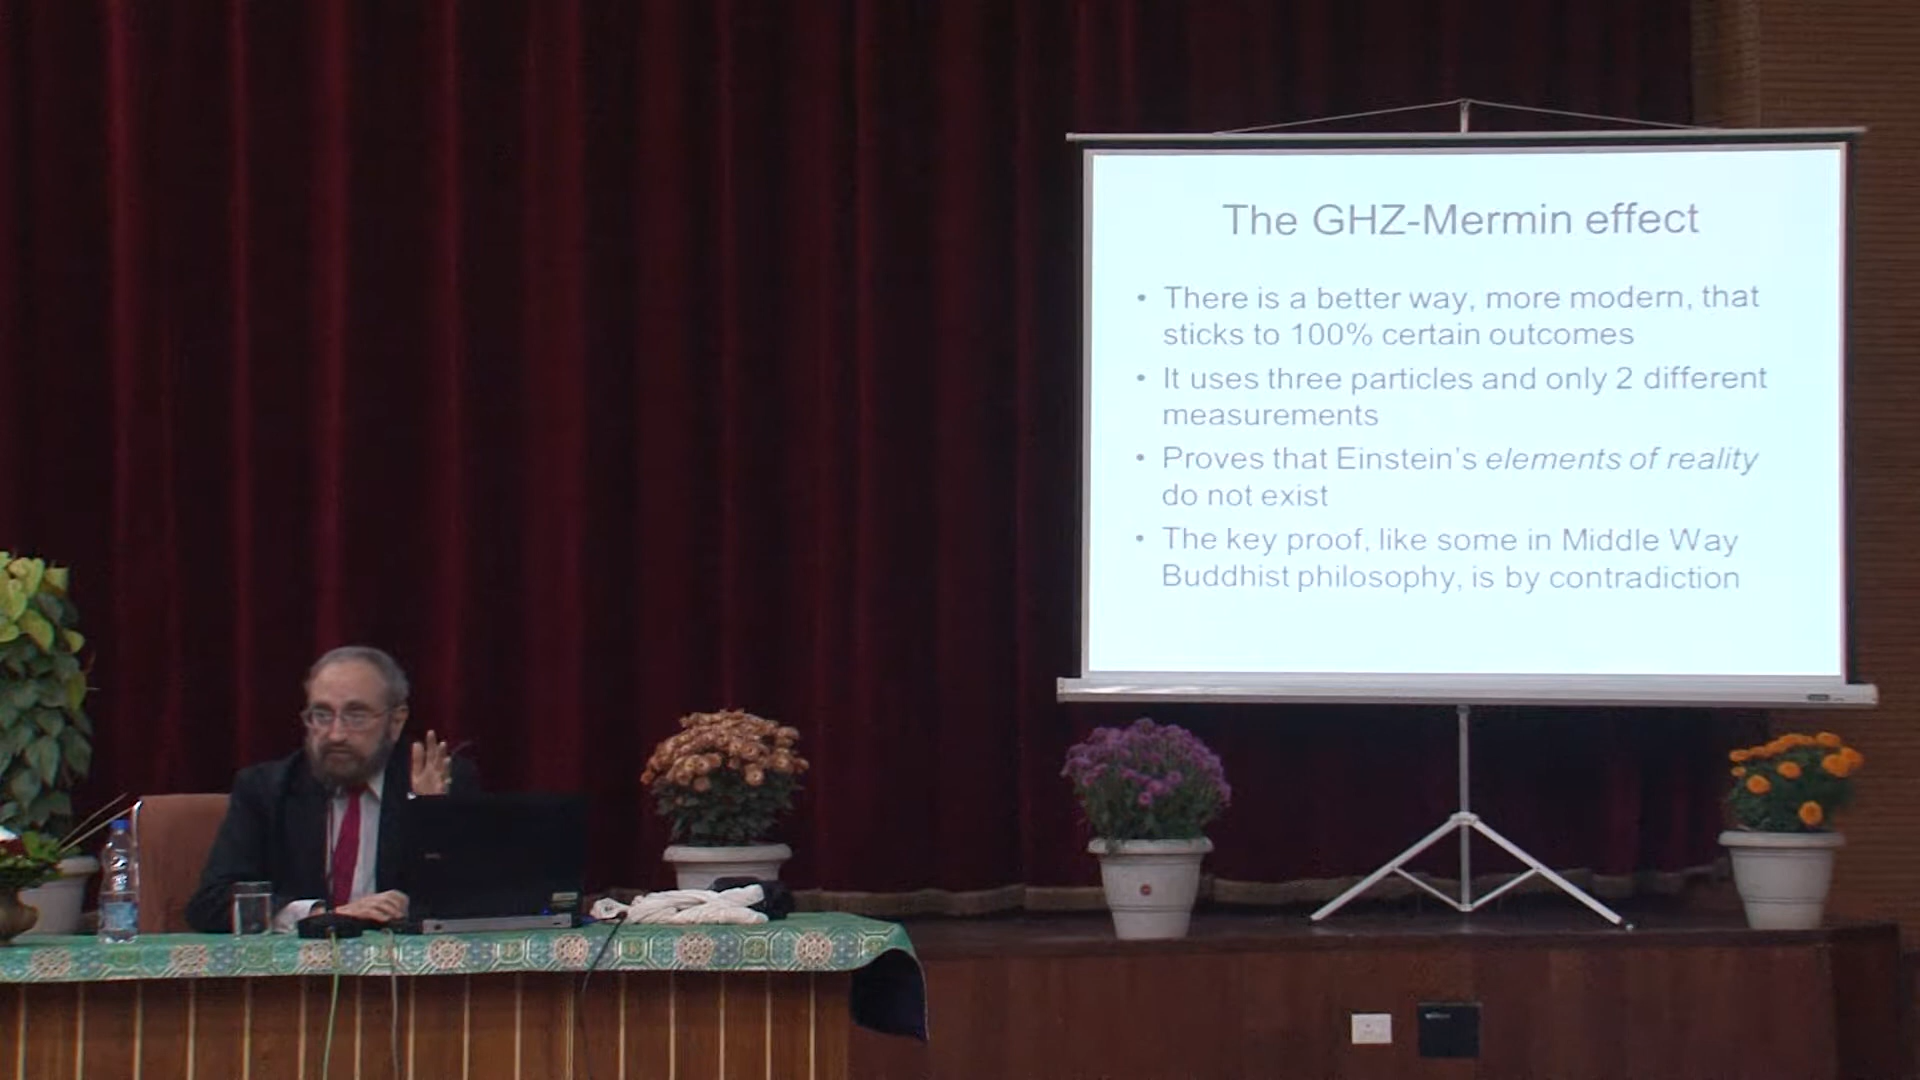 The GHZ-Mermin effect
• There is a better way, more modern, that
sticks to 100% certain outcomes
• It uses three particles and only 2 different
measurements
• Proves that Einstein's elements of reality
do not exist
• The key proof, like some in Middle Way
Buddhist philosophy, is by contradiction